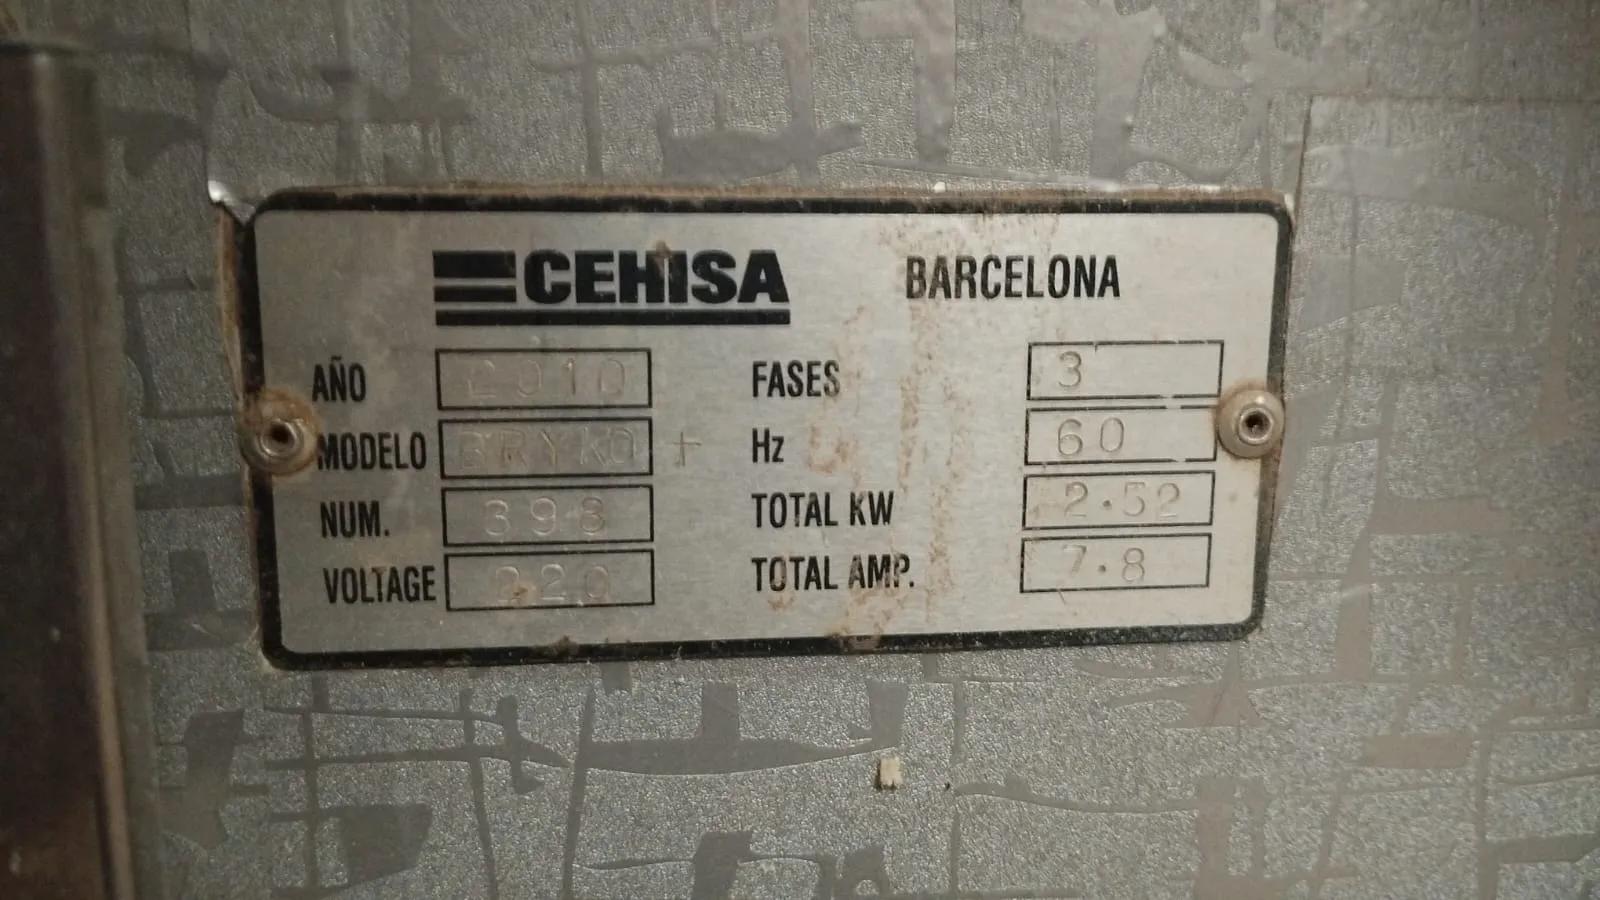 CEHISA BARCELONA
AÑO 2010 FASES 3
MODELO BRYKO + Hz 60
NUM. 398 TOTAL KW 2.52
VOLTAGE 220 TOTAL AMP. 7.8